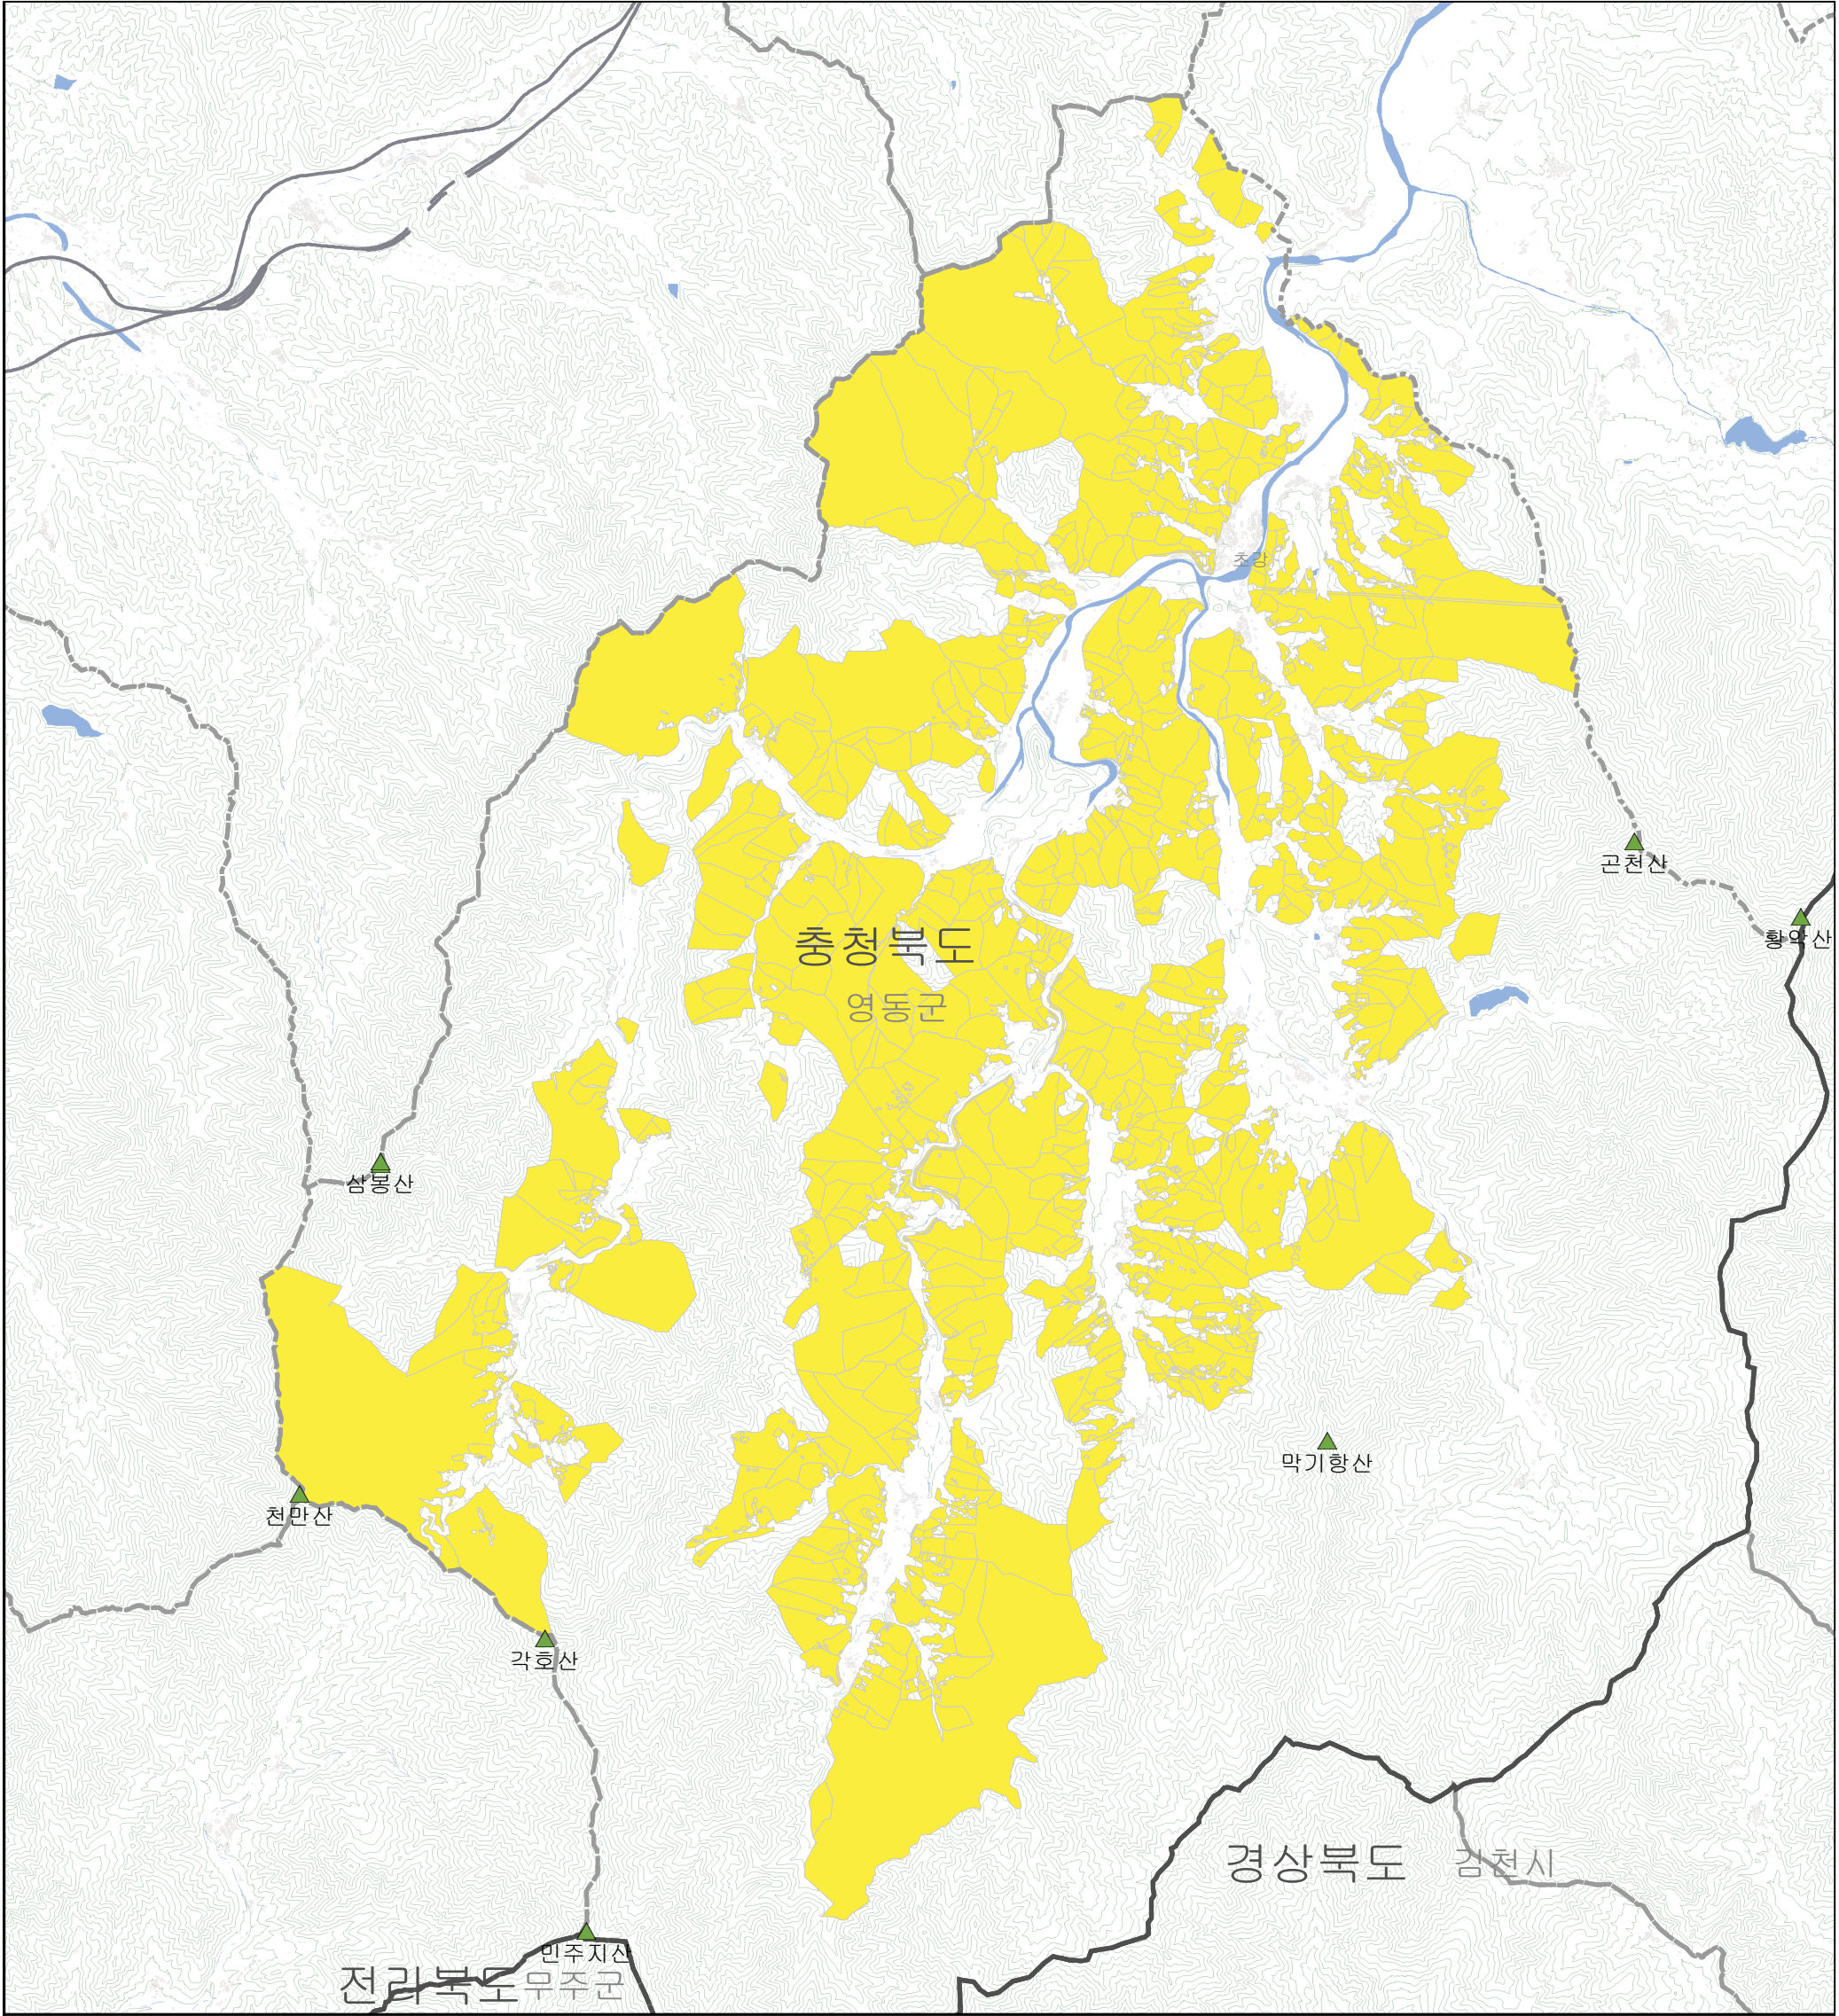 초강
곤천산
황악산
충청북도
영동군
삼봉산
막기항산
천만산
각호산
경상북도
김천시
민주지산
전라북도 무주군